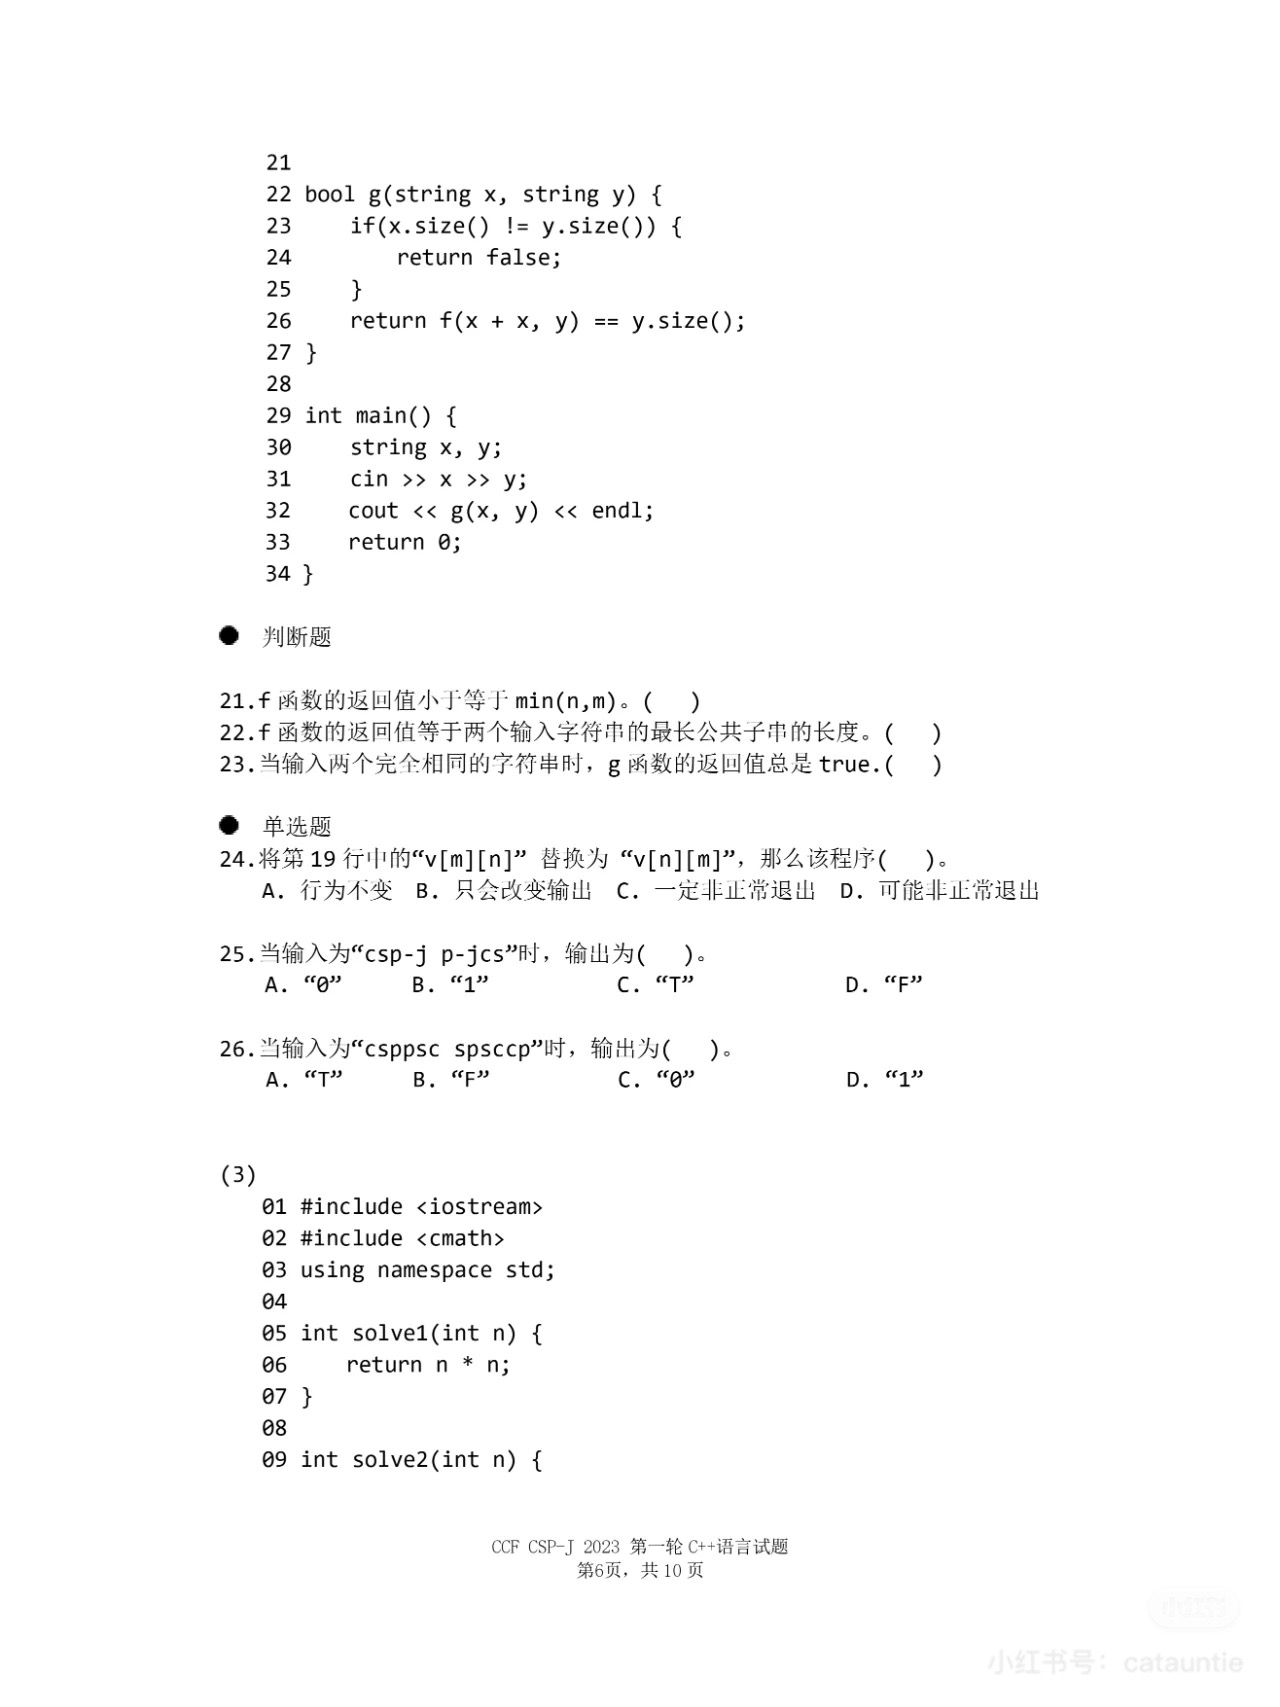 21
22 bool g(string x, string y) {
23     if(x.size() != y.size()) {
24         return false;
25     }
26     return f(x + x, y) == y.size();
27 }
28
29 int main() {
30     string x, y;
31     cin >> x >> y;
32     cout << g(x, y) << endl;
33     return 0;
34 }
● 判断题
21.f 函数的返回值小于等于 min(n,m)。(   )
22.f 函数的返回值等于两个输入字符串的最长公共子串的长度。(   )
23.当输入两个完全相同的字符串时，g 函数的返回值总是 true.(   )
● 单选题
24.将第 19 行中的“v[m][n]” 替换为 “v[n][m]”，那么该程序(   )。
A. 行为不变  B. 只会改变输出  C. 一定非正常退出  D. 可能非正常退出
25.当输入为“csp-j p-jcs”时，输出为(   )。
A. “0”  B. “1”  C. “T”  D. “F”
26.当输入为“csppsc spsccp”时，输出为(   )。
A. “T”  B. “F”  C. “0”  D. “1”
(3)
01 #include <iostream>
02 #include <cmath>
03 using namespace std;
04
05 int solve1(int n) {
06     return n * n;
07 }
08
09 int solve2(int n) {
CCF CSP-J 2023 第一轮 C++语言试题
第6页，共 10 页
小红书
小红书号：catauntie